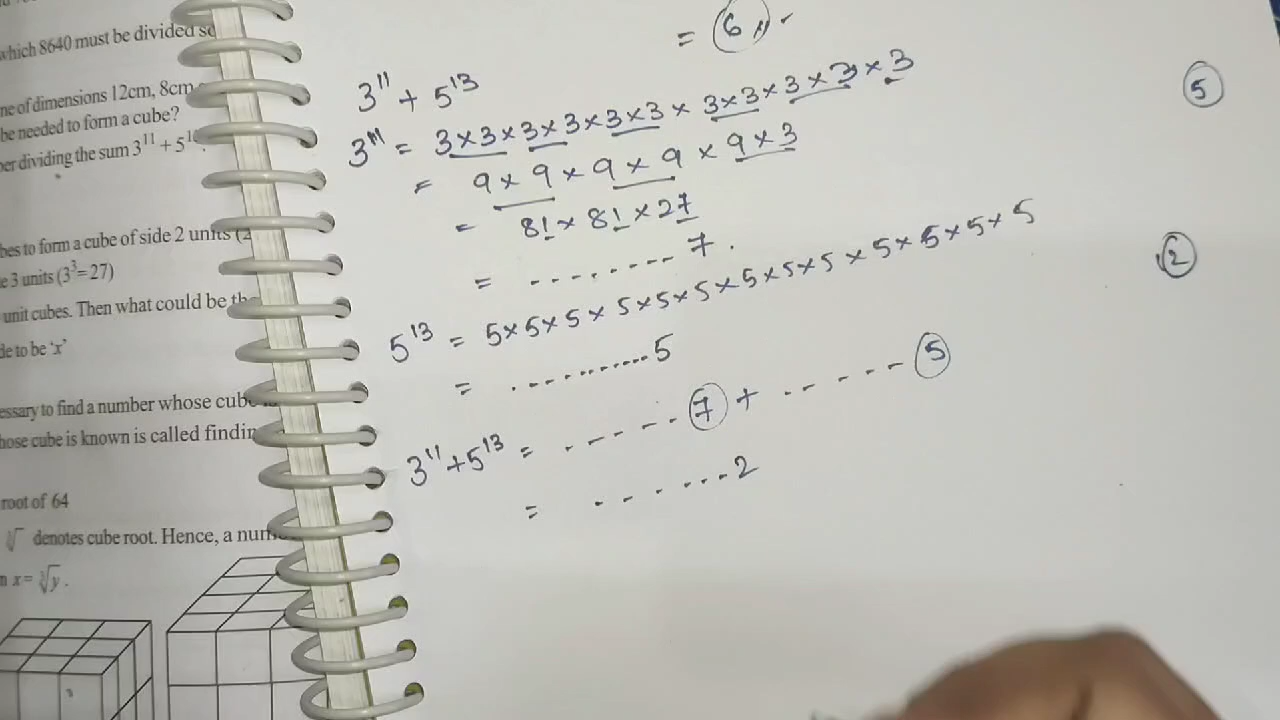 which 8640 must be divided so
ne of dimensions 12cm, 8cm
be needed to form a cube?
er dividing the sum 3¹¹ + 5¹
bes to form a cube of side 2 units (2
e 3 units (3³=27)
unit cubes. Then what could be the
de to be ‘x’
essary to find a number whose cube
hose cube is known is called findin
root of 64
∛ denotes cube root. Hence, a num
n x = ∛y .
= 6
3¹¹ + 5¹³
5
3¹¹ = 3×3×3×3×3×3 × 3×3×3×3×3
= 9×9×9×9×9×3
= 81×81×27
= ........7.
5¹³ = 5×5×5×5×5×5×5×5×5×5×5×5×5
2
= ..........5
3¹¹+5¹³ = ......7 + ......5
= ......2